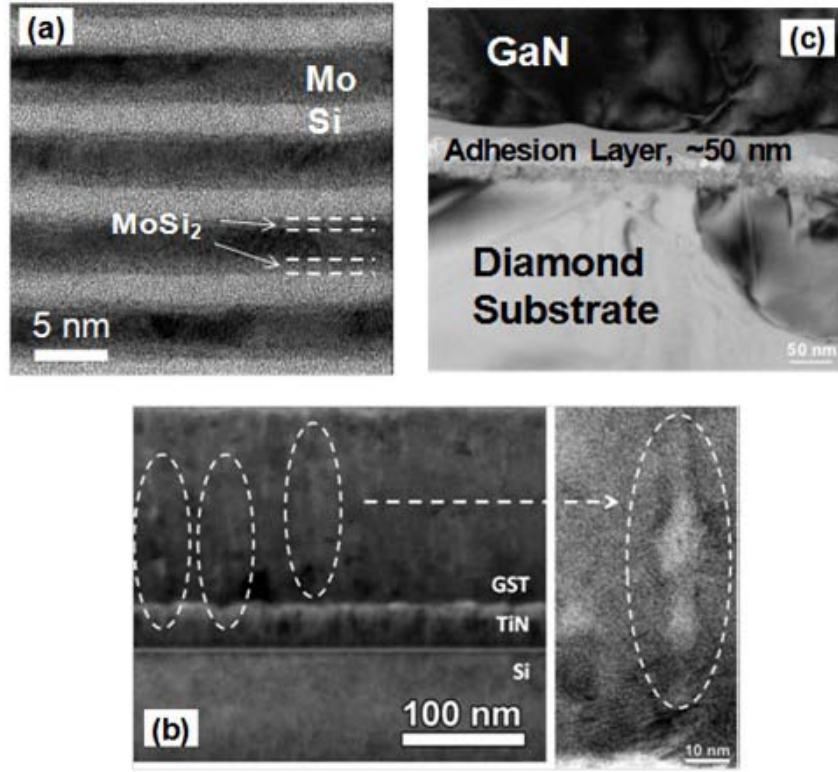 (a)
Mo
Si
MoSi₂
5 nm
(c)
GaN
Adhesion Layer, ~50 nm
Diamond
Substrate
50 nm
GST
TiN
Si
(b)
100 nm
10 nm